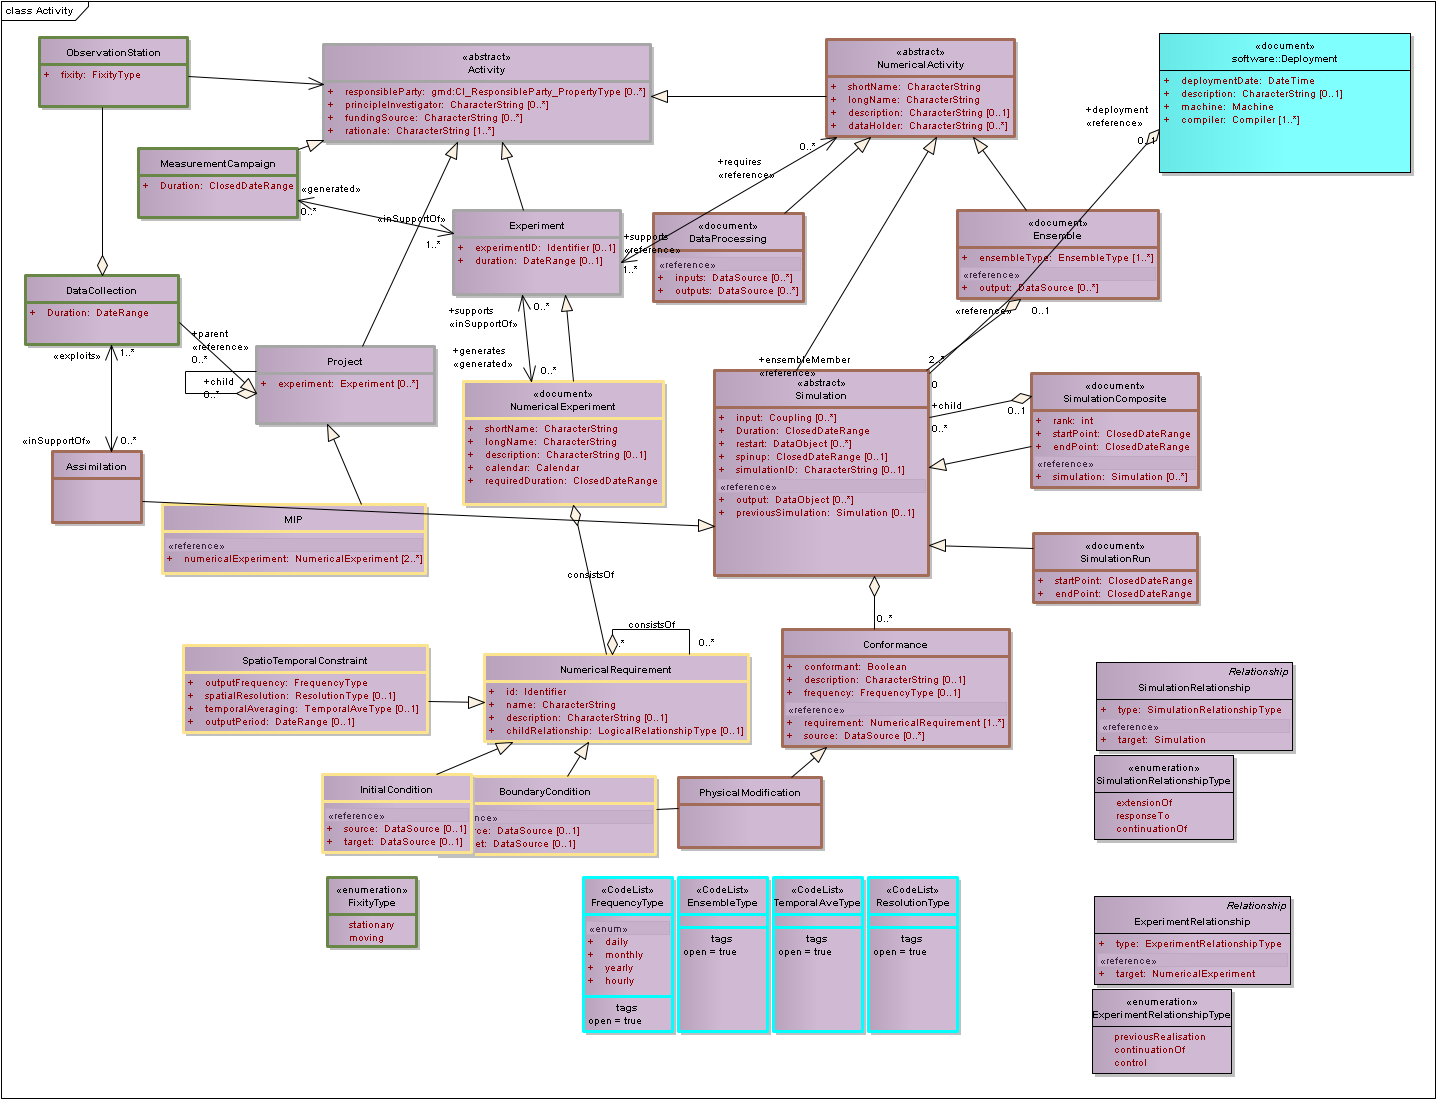 class Activity
ObservationStation
+ fixity: FixityType
«abstract»
Activity
+ responsibleParty: gmd:CI_ResponsibleParty_PropertyType [0..*]
+ principleInvestigator: CharacterString [0..*]
+ fundingSource: CharacterString [0..*]
+ rationale: CharacterString [1..*]
«abstract»
NumericalActivity
+ shortName: CharacterString
+ longName: CharacterString
+ description: CharacterString [0..1]
+ dataHolder: CharacterString [0..*]
«document»
software::Deployment
+ deploymentDate: DateTime
+ description: CharacterString [0..1]
+ machine: Machine
+ compiler: Compiler [1..*]
+deployment
«reference»
0..1
MeasurementCampaign
+ Duration: ClosedDateRange
«generated»
0..*
«inSupportOf»
1..*
0..*
+requires
«reference»
Experiment
+ experimentID: Identifier [0..1]
+ duration: DateRange [0..1]
+supports
«reference»
1..*
«document»
DataProcessing
«reference»
+ inputs: DataSource [0..*]
+ outputs: DataSource [0..*]
«document»
Ensemble
+ ensembleType: EnsembleType [1..*]
«reference»
+ output: DataSource [0..*]
«reference»
0..1
DataCollection
+ Duration: DateRange
«exploits»
1..*
+parent
«reference»
0..*
+child
0..*
Project
+ experiment: Experiment [0..*]
+supports
«inSupportOf»
0..*
+generates
«generated»
0..*
+ensembleMember
«reference»
2..*
0
«document»
NumericalExperiment
+ shortName: CharacterString
+ longName: CharacterString
+ description: CharacterString [0..1]
+ calendar: Calendar
+ requiredDuration: ClosedDateRange
«abstract»
Simulation
+ input: Coupling [0..*]
+ Duration: ClosedDateRange
+ restart: DataObject [0..*]
+ spinup: ClosedDateRange [0..1]
+ simulationID: CharacterString [0..1]
«reference»
+ output: DataObject [0..*]
+ previousSimulation: Simulation [0..1]
+child
0..*
0..1
«document»
SimulationComposite
+ rank: int
+ startPoint: ClosedDateRange
+ endPoint: ClosedDateRange
«reference»
+ simulation: Simulation [0..*]
«inSupportOf»
0..*
Assimilation
MIP
«reference»
+ numericalExperiment: NumericalExperiment [2..*]
«document»
SimulationRun
+ startPoint: ClosedDateRange
+ endPoint: ClosedDateRange
consistsOf
0..*
consistsOf
.*
0..*
SpatioTemporalConstraint
+ outputFrequency: FrequencyType
+ spatialResolution: ResolutionType [0..1]
+ temporalAveraging: TemporalAveType [0..1]
+ outputPeriod: DateRange [0..1]
NumericalRequirement
+ id: Identifier
+ name: CharacterString
+ description: CharacterString [0..1]
+ childRelationship: LogicalRelationshipType [0..1]
Conformance
+ conformant: Boolean
+ description: CharacterString [0..1]
+ frequency: FrequencyType [0..1]
«reference»
+ requirement: NumericalRequirement [1..*]
+ source: DataSource [0..*]
Relationship
SimulationRelationship
+ type: SimulationRelationshipType
«reference»
+ target: Simulation
«enumeration»
SimulationRelationshipType
extensionOf
responseTo
continuationOf
InitialCondition
«reference»
+ source: DataSource [0..1]
+ target: DataSource [0..1]
BoundaryCondition
nce»
rce: DataSource [0..1]
et: DataSource [0..1]
PhysicalModification
«enumeration»
FixityType
stationary
moving
«CodeList»
FrequencyType
«enum»
+ daily
+ monthly
+ yearly
+ hourly
tags
open = true
«CodeList»
EnsembleType
tags
open = true
«CodeList»
TemporalAveType
tags
open = true
«CodeList»
ResolutionType
tags
open = true
Relationship
ExperimentRelationship
+ type: ExperimentRelationshipType
«reference»
+ target: NumericalExperiment
«enumeration»
ExperimentRelationshipType
previousRealisation
continuationOf
control